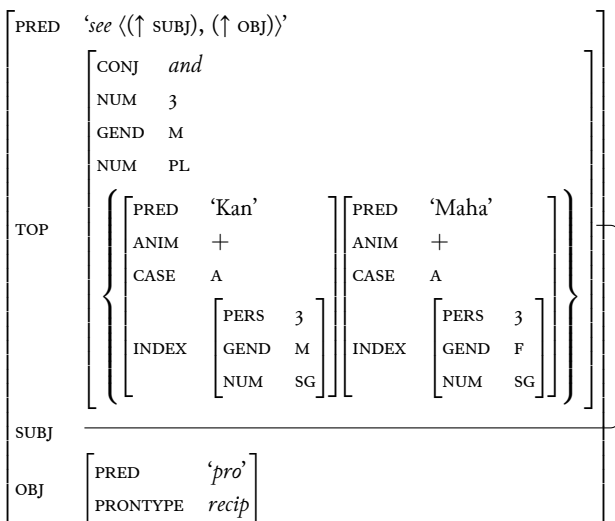 PRED ‘see ⟨(↑ SUBJ), (↑ OBJ)⟩’
CONJ and
NUM 3
GEND M
NUM PL
TOP
PRED ‘Kan’ PRED ‘Maha’
ANIM + ANIM +
CASE A CASE A
PERS 3 PERS 3
INDEX GEND M INDEX GEND F
NUM SG NUM SG
SUBJ
PRED ‘pro’
OBJ
PRONTYPE recip